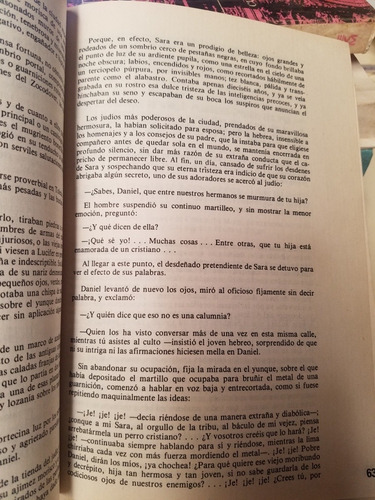 Porque, en efecto, Sara era un prodigio de belleza: ojos grandes y
rodeados de un sombrío cerco de pestañas negras, en cuyo fondo brillaba
el punto de luz de su ardiente pupila, como una estrella en el cielo de una
noche obscura; labios, encendidos y rojos, como recortados hábilmente de
un terciopelo púrpura, por invisibles manos; tez blanca, pálida y trans-
parente como el alabastro. Contaba apenas dieciséis años, y ya se veía
grabada en su rostro esa dulce tristeza de las inteligencias precoces, y ya
hinchaban su seno y escapaban de su boca los suspiros que anuncian el
despertar del deseo.
Los judíos más poderosos de la ciudad, prendados de su maravillosa
hermosura, la habían solicitado para esposa; pero la hebrea, insensible a
los homenajes y a los consejos de su padre, que la instaba para que eligiese
compañero antes de quedar sola en el mundo, se mantenía encerrada en
profundo silencio, sin dar más razón de su extraña conducta que el ca-
pricho de permanecer libre. Al fin, un día, cansado de sufrir los desdenes
de Sara y sospechando que su eterna tristeza era indicio de que su corazón
abrigaba algún secreto, uno de sus adoradores se acercó al judío:
—¿Sabes, Daniel, que entre nuestros hermanos se murmura de tu hija?
El hombre suspendió su continuo martilleo, y sin mostrar la menor
emoción, preguntó:
—¿Y qué dicen de ella?
—¡Qué sé yo!. . . Muchas cosas . . . Entre otras, que tu hija está
enamorada de un cristiano . . .
Al llegar a este punto, el desdeñado pretendiente de Sara se detuvo para
ver el efecto de sus palabras.
Daniel levantó de nuevo los ojos, miró al oficioso fijamente sin decir
palabra, y exclamó:
—¿Y quién dice que eso no es una calumnia?
—Quien los ha visto conversar más de una vez en esta misma calle,
mientras tú asistes al culto —insistió el joven hebreo, sorprendido de que
ni su intriga ni las afirmaciones hiciesen mella en Daniel.
Sin abandonar su ocupación, fija la mirada en el yunque, sobre el que
había depositado el martillo que ocupaba para bruñir el metal de una
guarnición, comenzó a hablar en voz baja y entrecortada, como si fuese
repitiendo maquinalmente las ideas:
—¡Je! ¡je! ¡je! —decía riéndose de una manera extraña y diabólica—;
¿conque a mi Sara, al orgullo de la tribu, al báculo de mi vejez, piensa
arrebatármela un perro cristiano? . . . ¿Y vosotros creéis que lo hará? ¡Je!
¡je! —continuaba siempre hablando para sí y riéndose, mientras la lima
chirriaba cada vez con más fuerza mordiendo el metal—. ¡Je! ¡je! Pobre
Daniel, dirán los míos, ¡ya chochea! ¿Para qué quiere ese viejo moribundo
y decrépito, hija tan hermosa y tan joven, si no sabe guardarla de los
codiciosos ojos de nuestros enemigos? . . . ¡Je! ¡je! ¡je! ¿Crees tú, por
63